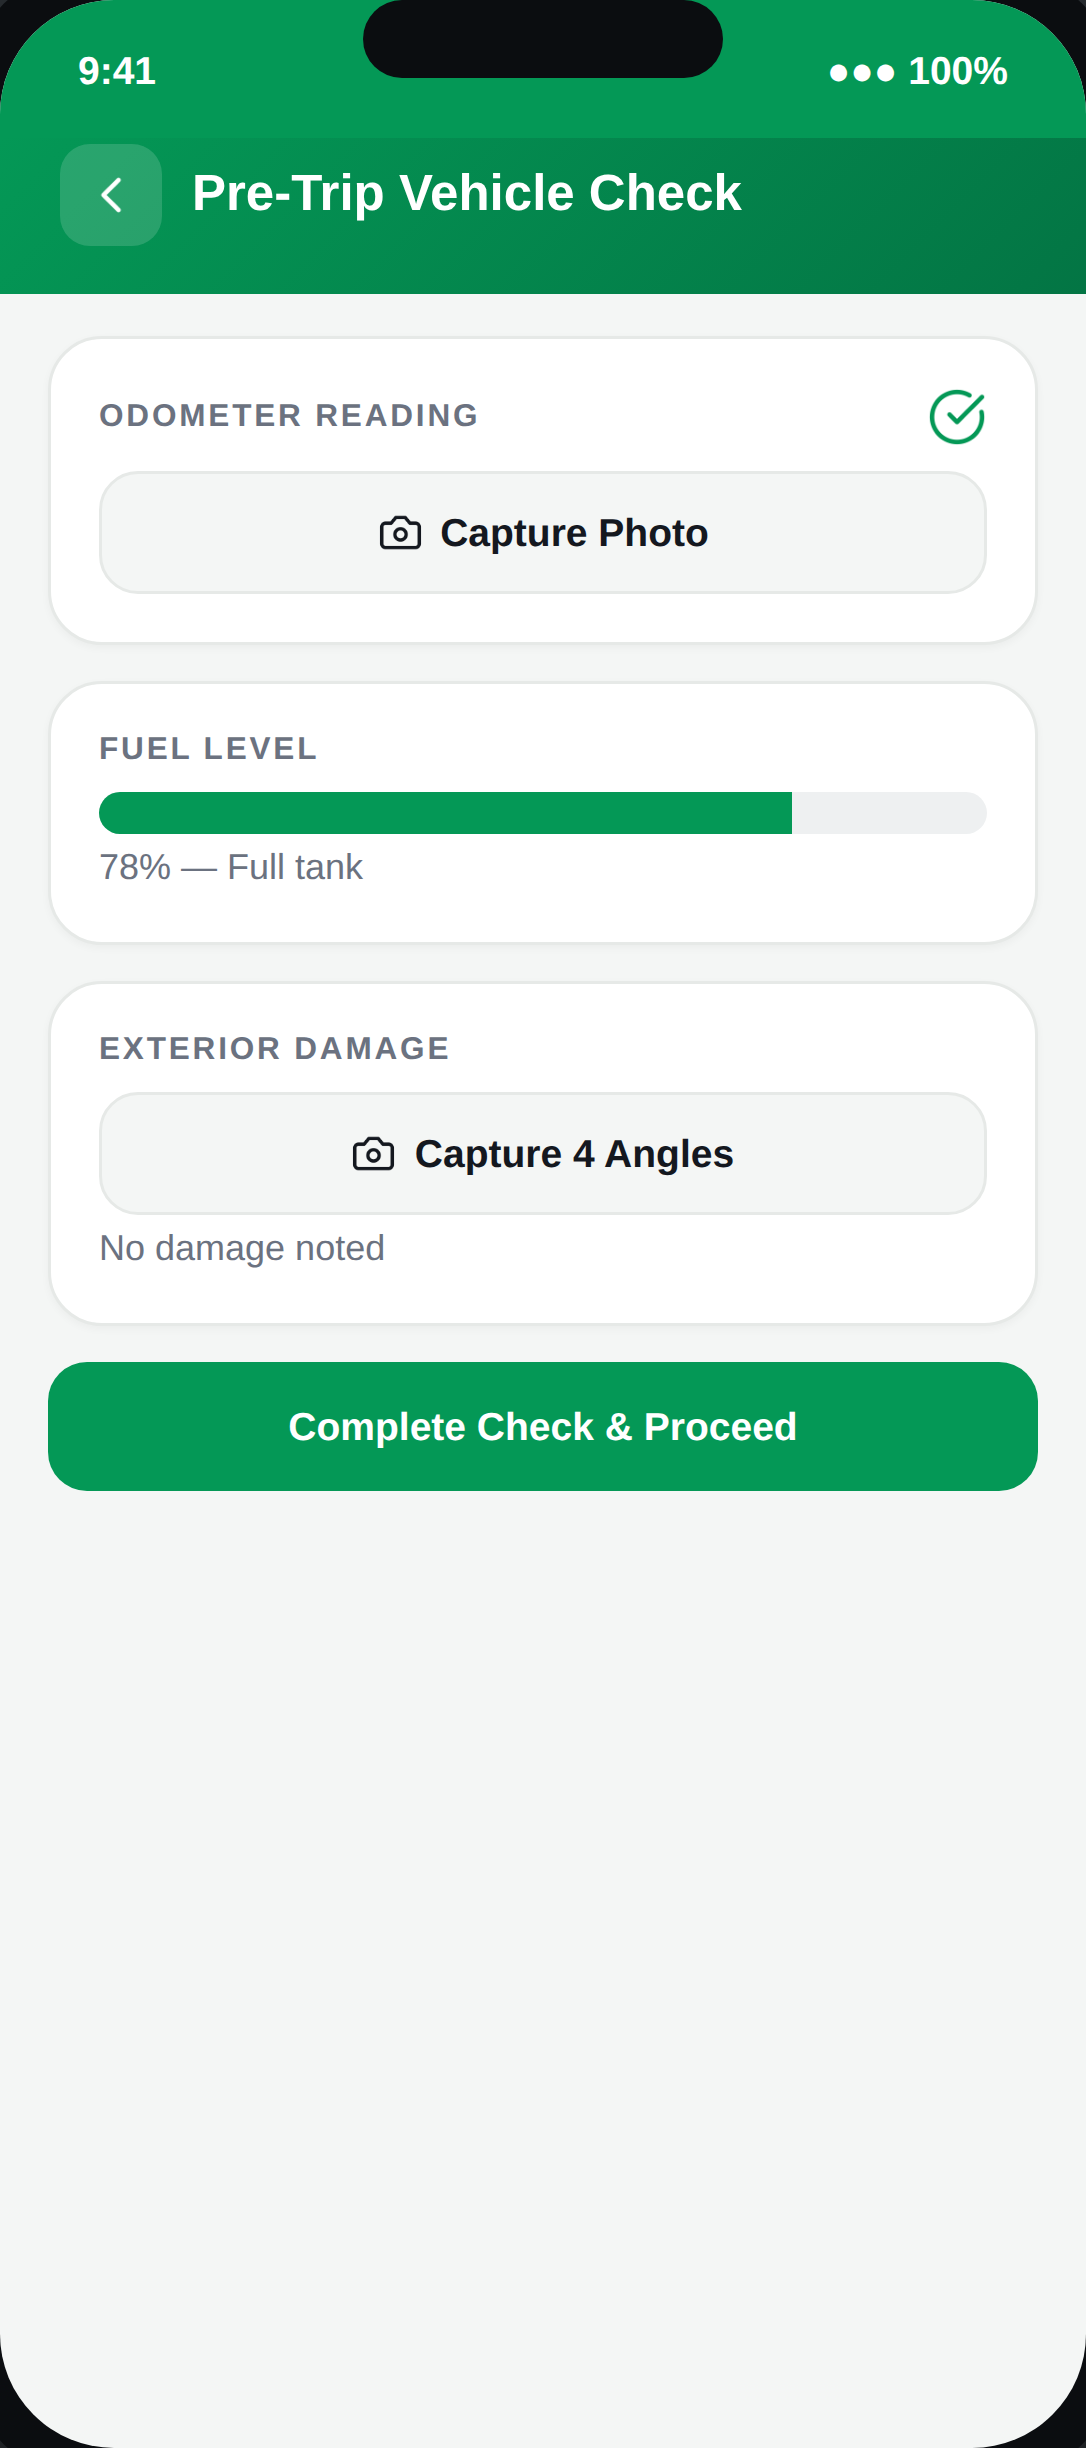 9:41
●●● 100%
Pre-Trip Vehicle Check
ODOMETER READING
Capture Photo
FUEL LEVEL
78% — Full tank
EXTERIOR DAMAGE
Capture 4 Angles
No damage noted
Complete Check & Proceed